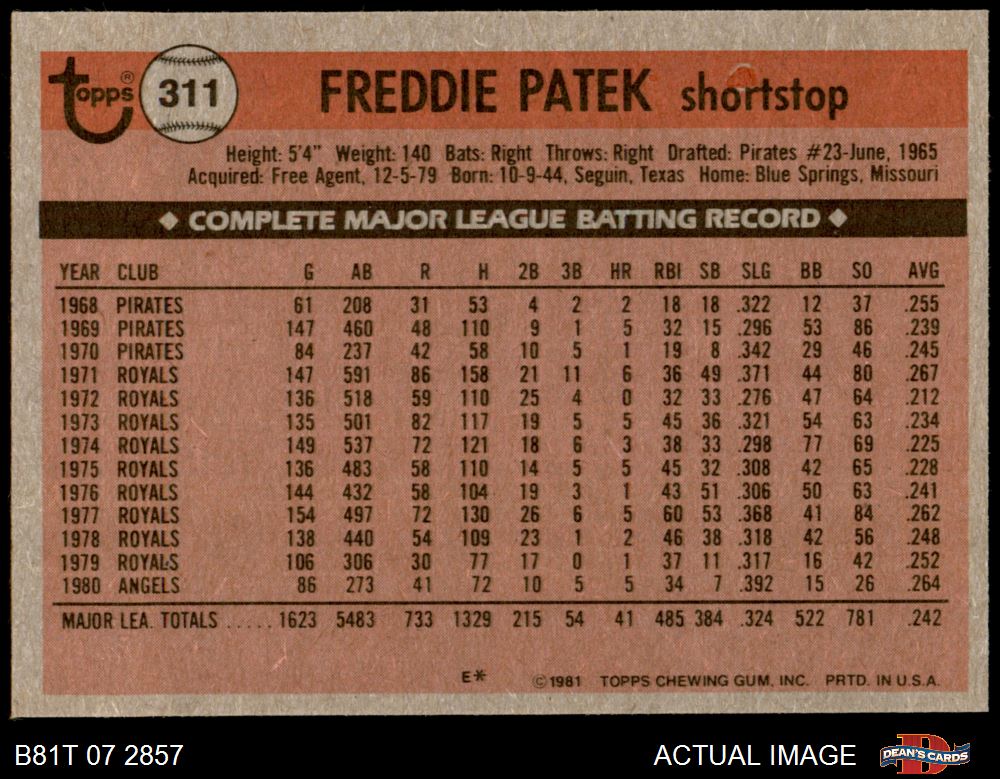 Topps® 311 FREDDIE PATEK shortstop
Height: 5'4" Weight: 140 Bats: Right Throws: Right Drafted: Pirates #23-June, 1965
Acquired: Free Agent, 12-5-79 Born: 10-9-44, Seguin, Texas Home: Blue Springs, Missouri
◆ COMPLETE MAJOR LEAGUE BATTING RECORD ◆
YEAR CLUB G AB R H 2B 3B HR RBI SB SLG BB SO AVG
1968 PIRATES 61 208 31 53 4 2 2 18 18 .322 12 37 .255
1969 PIRATES 147 460 48 110 9 1 5 32 15 .296 53 86 .239
1970 PIRATES 84 237 42 58 10 5 1 19 8 .342 29 46 .245
1971 ROYALS 147 591 86 158 21 11 6 36 49 .371 44 80 .267
1972 ROYALS 136 518 59 110 25 4 0 32 33 .276 47 64 .212
1973 ROYALS 135 501 82 117 19 5 5 45 36 .321 54 63 .234
1974 ROYALS 149 537 72 121 18 6 3 38 33 .298 77 69 .225
1975 ROYALS 136 483 58 110 14 5 5 45 32 .308 42 65 .228
1976 ROYALS 144 432 58 104 19 3 1 43 51 .306 50 63 .241
1977 ROYALS 154 497 72 130 26 6 5 60 53 .368 41 84 .262
1978 ROYALS 138 440 54 109 23 1 2 46 38 .318 42 56 .248
1979 ROYALS 106 306 30 77 17 0 1 37 11 .317 16 42 .252
1980 ANGELS 86 273 41 72 10 5 5 34 7 .392 15 26 .264
MAJOR LEA. TOTALS ..... 1623 5483 733 1329 215 54 41 485 384 .324 522 781 .242
E* ©1981 TOPPS CHEWING GUM, INC. PRTD. IN U.S.A.
B81T 07 2857 ACTUAL IMAGE DEAN'S CARDS